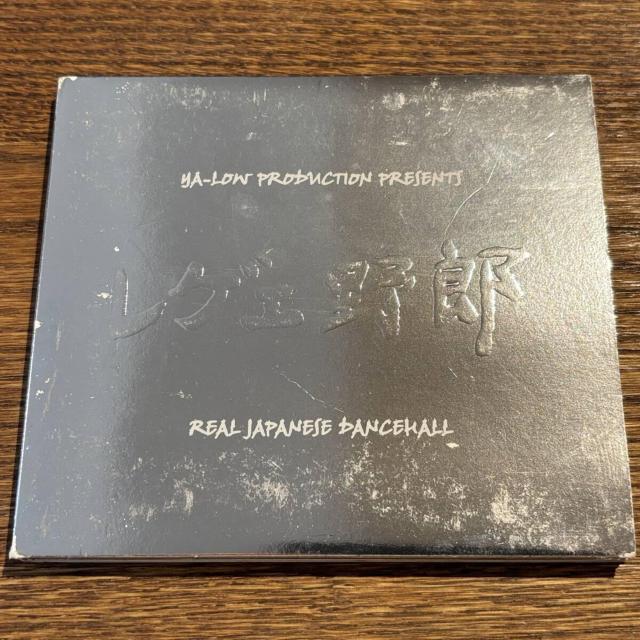 YA-LOW PRODUCTION PRESENTS
レゲエ野郎
REAL JAPANESE DANCEHALL